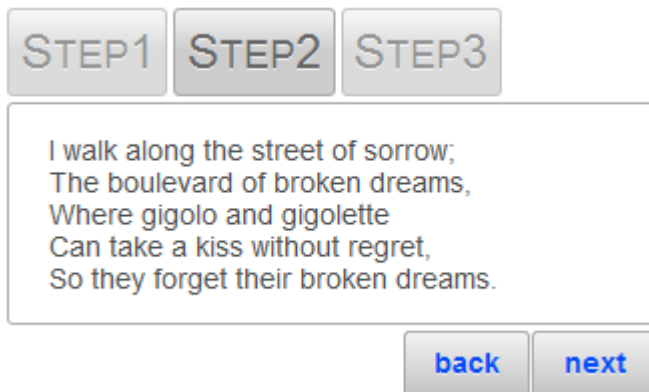 STEP1 STEP2 STEP3
I walk along the street of sorrow;
The boulevard of broken dreams,
Where gigolo and gigolette
Can take a kiss without regret,
So they forget their broken dreams.
back next